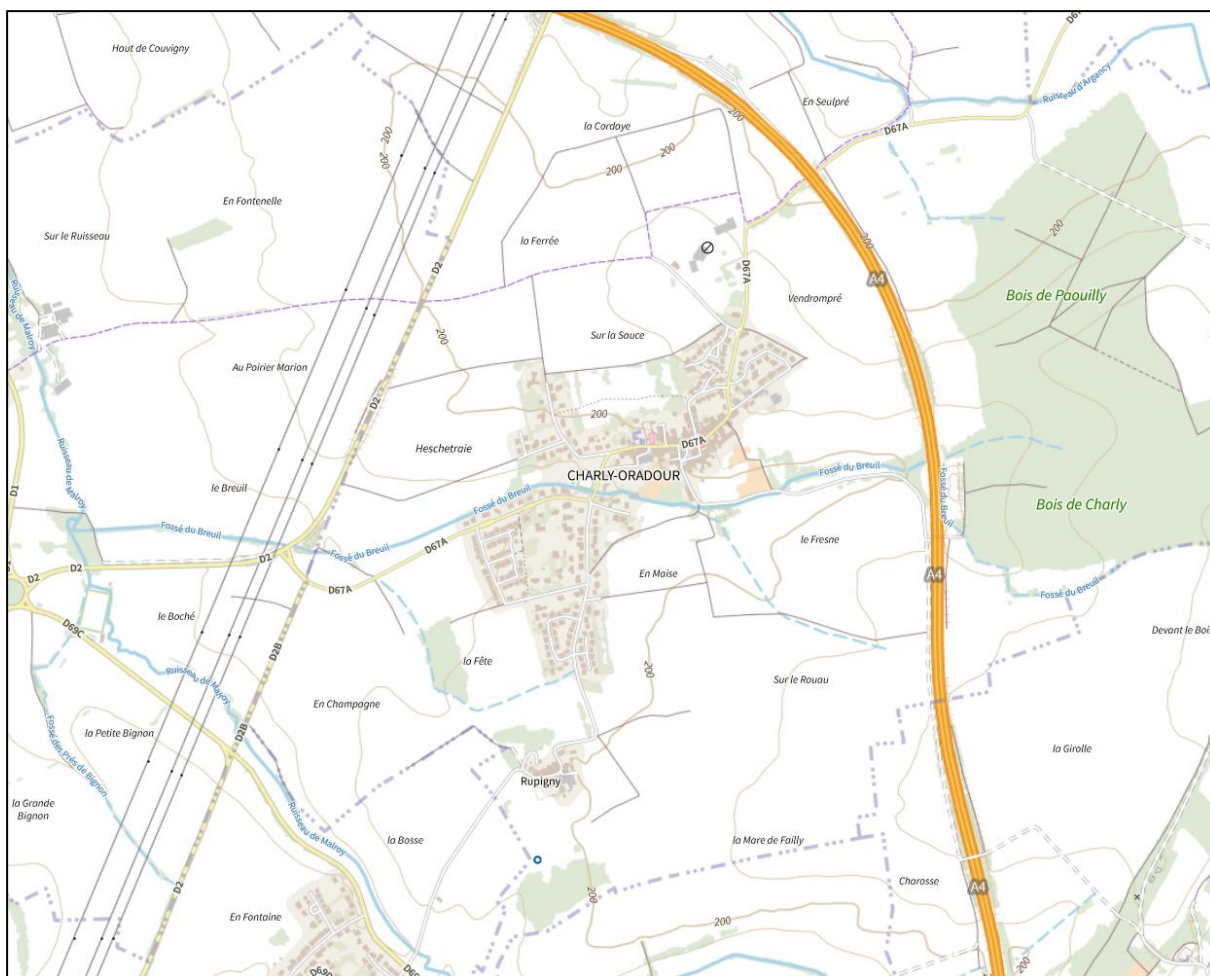 Haut de Couvigny
D67A
Ruisseau d'Argancy
En Seulpré
la Cordaye
200
D67A
200
200
200
200
200
En Fontenelle
Sur le Ruisseau
la Ferrée
D2
200
200
D67A
A4
Vendrompré
Bois de Paouilly
Ruisseau de Malroy
200
Sur la Sauce
Au Poirier Marion
D2
200
Heschetraie
D67A
CHARLY-ORADOUR
Fossé du Breuil
Ruisseau de Malroy
D1
le Breuil
Fossé du Breuil
Fossé du Breuil
Bois de Charly
Fossé du Breuil
Fossé du Breuil
D67A
le Fresne
D2
D2
D2
D67A
En Maise
A4
Fossé du Breuil
le Boché
D69C
Devant le Bois
D2B
la Fête
200
Ruisseau de Malroy
Sur le Rouau
En Champagne
Fossé des Prés de Bignon
la Petite Bignon
D2B
la Girolle
Rupigny
la Grande
Bignon
Ruisseau de Malroy
la Bosse
la Mare de Failly
Charosse
A4
D2
200
En Fontaine
200
D69D
D69C
200